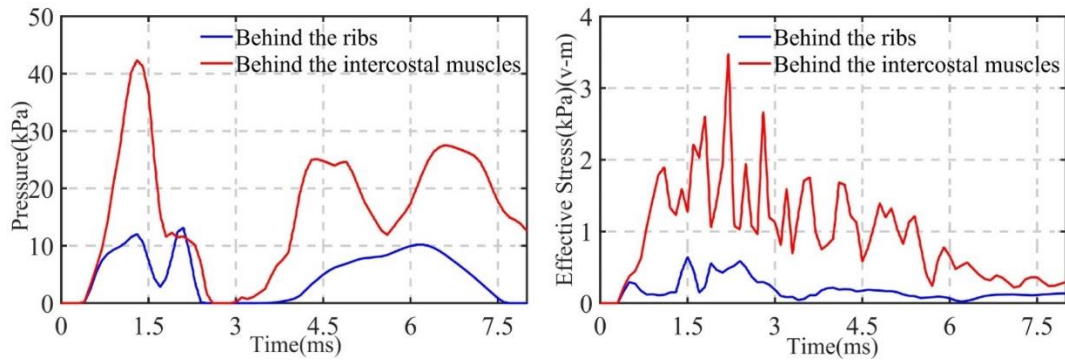 50
40
30
20
10
0
Pressure(kPa)
Behind the ribs
Behind the intercostal muscles
0 1.5 3 4.5 6 7.5
Time(ms)
4
3
2
1
0
Effective Stress(kPa)(v-m)
Behind the ribs
Behind the intercostal muscles
0 1.5 3 4.5 6 7.5
Time(ms)